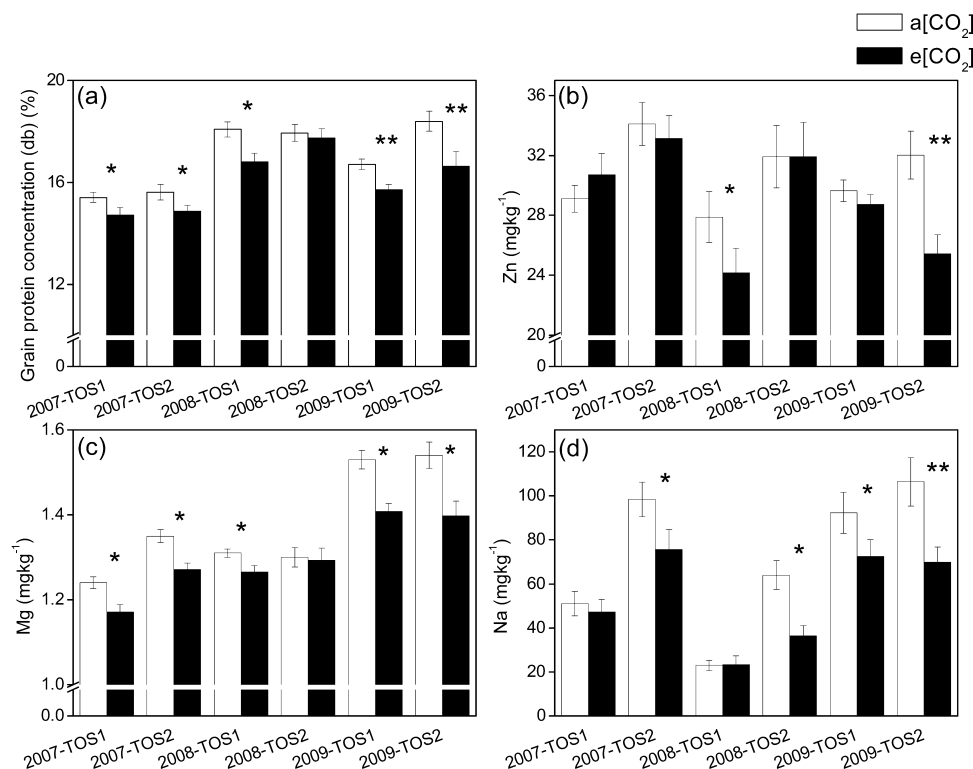 a[CO₂]
e[CO₂]
(a)
Grain protein concentration (db) (%)
20
16
12
0
*
*
*
**
**
2007-TOS1
2007-TOS2
2008-TOS1
2008-TOS2
2009-TOS1
2009-TOS2
(b)
Zn (mgkg⁻¹)
36
32
28
24
20
0
*
**
2007-TOS1
2007-TOS2
2008-TOS1
2008-TOS2
2009-TOS1
2009-TOS2
(c)
Mg (mgkg⁻¹)
1.6
1.4
1.2
1.0
0.0
*
*
*
*
*
2007-TOS1
2007-TOS2
2008-TOS1
2008-TOS2
2009-TOS1
2009-TOS2
(d)
Na (mgkg⁻¹)
120
100
80
60
40
20
0
*
*
*
**
2007-TOS1
2007-TOS2
2008-TOS1
2008-TOS2
2009-TOS1
2009-TOS2